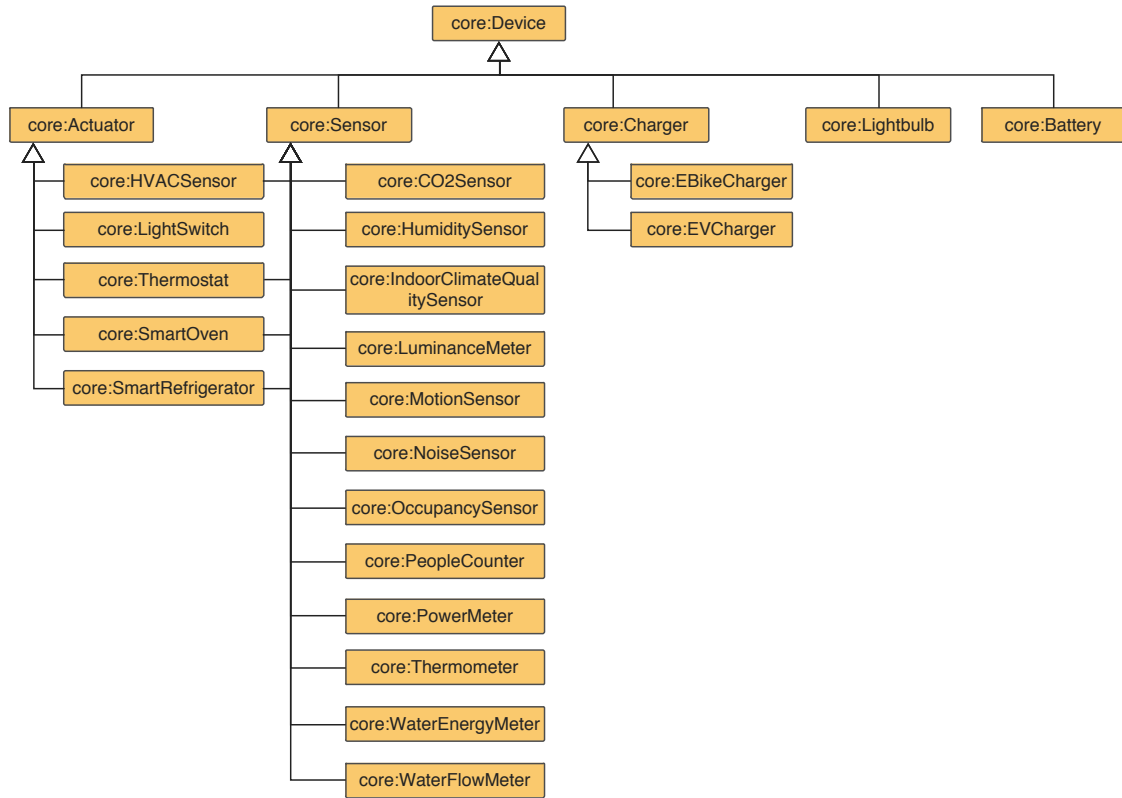 core:Device
core:Actuator
core:Sensor
core:Charger
core:Lightbulb
core:Battery
core:HVACSensor
core:CO2Sensor
core:EBikeCharger
core:LightSwitch
core:HumiditySensor
core:EVCharger
core:Thermostat
core:IndoorClimateQual
itySensor
core:SmartOven
core:LuminanceMeter
core:SmartRefrigerator
core:MotionSensor
core:NoiseSensor
core:OccupancySensor
core:PeopleCounter
core:PowerMeter
core:Thermometer
core:WaterEnergyMeter
core:WaterFlowMeter